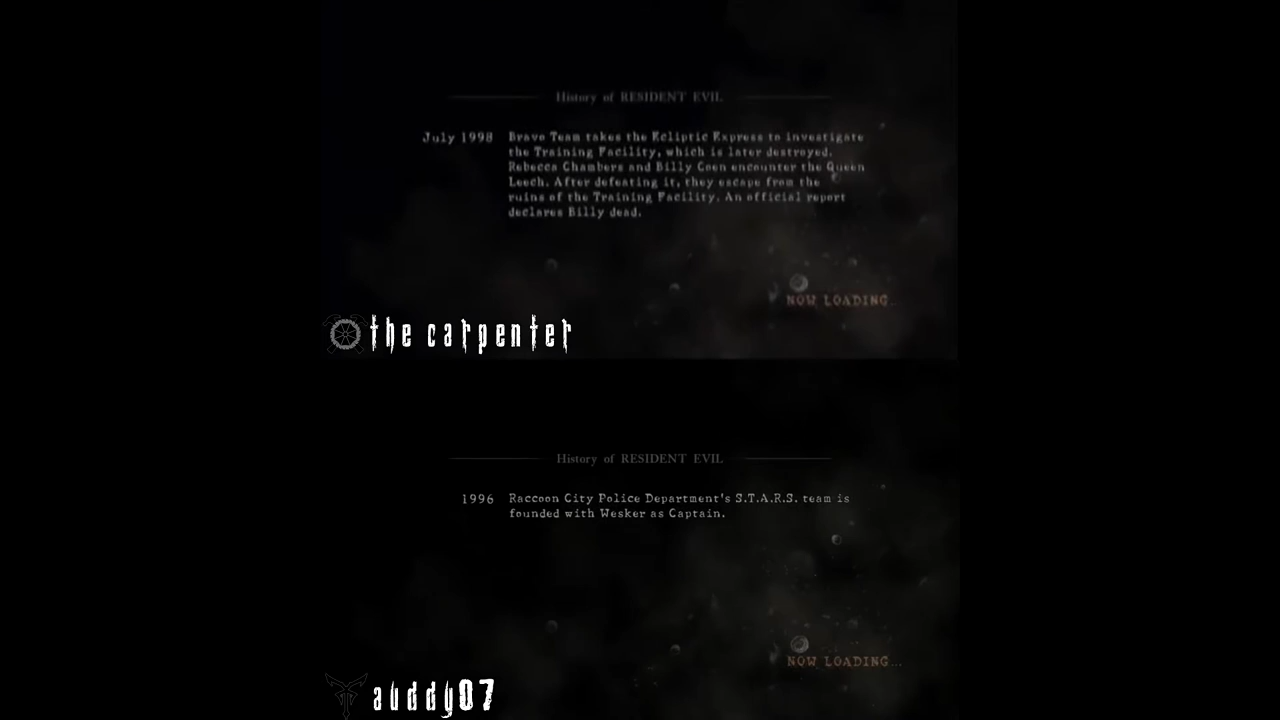 History of RESIDENT EVIL
July 1998 Bravo Team takes the Ecliptic Express to investigate
the Training Facility, which is later destroyed.
Rebecca Chambers and Billy Coen encounter the Queen
Leech. After defeating it, they escape from the
ruins of the Training Facility. An official report
declares Billy dead.
NOW LOADING..
the carpenter
History of RESIDENT EVIL
1996 Raccoon City Police Department's S.T.A.R.S. team is
founded with Wesker as Captain.
NOW LOADING...
auddy07